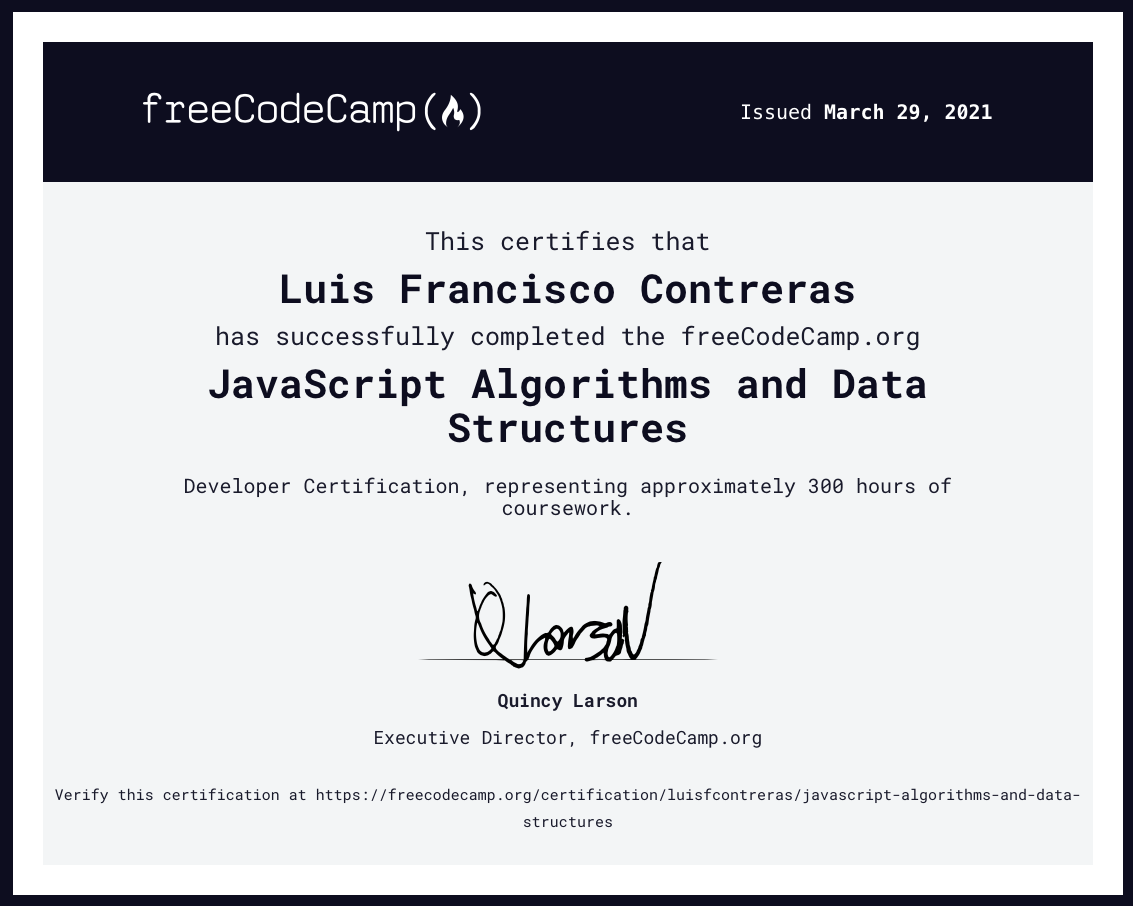 freeCodeCamp(🔥)
Issued March 29, 2021
This certifies that
Luis Francisco Contreras
has successfully completed the freeCodeCamp.org
JavaScript Algorithms and Data
Structures
Developer Certification, representing approximately 300 hours of
coursework.
Q Larson
Quincy Larson
Executive Director, freeCodeCamp.org
Verify this certification at https://freecodecamp.org/certification/luisfcontreras/javascript-algorithms-and-data-
structures